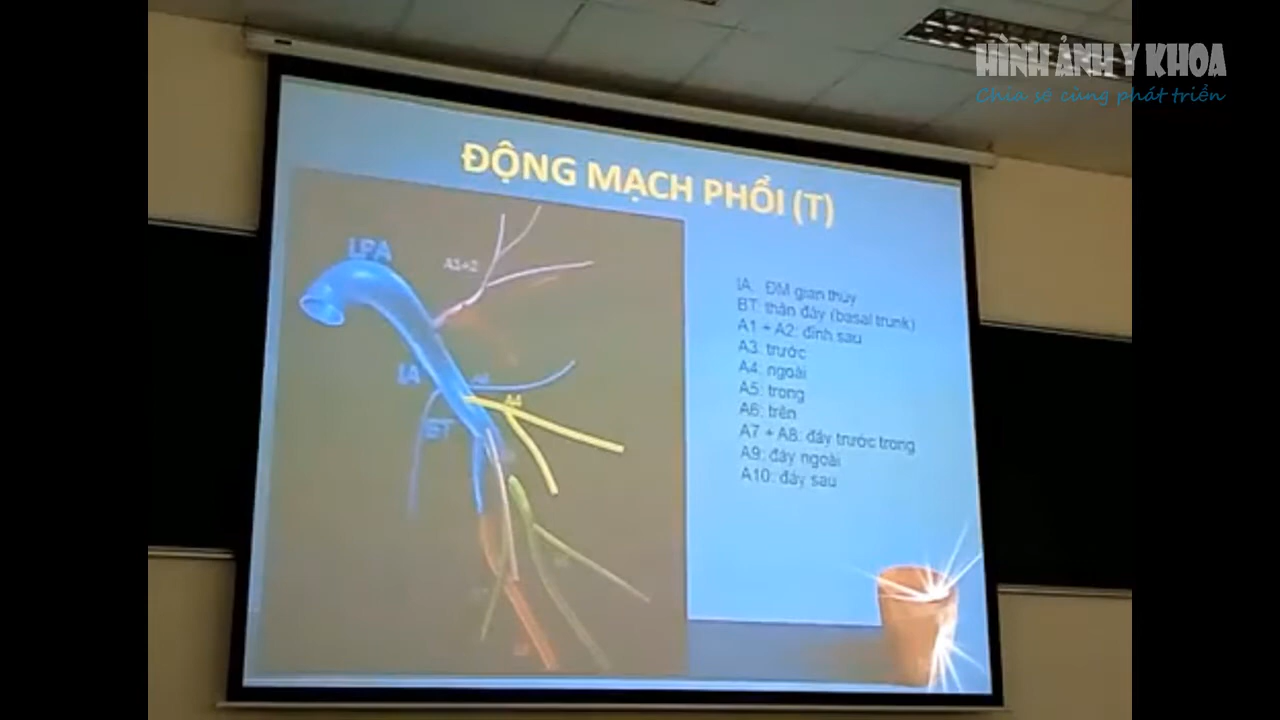 HÌNH ẢNH Y KHOA
Chia sẻ cùng phát triển
ĐỘNG MẠCH PHỔI (T)
LPA
A1+2
IA
A4
BT
IA: ĐM gian thùy
BT: thân đáy (basal trunk)
A1 + A2: đỉnh sau
A3: trước
A4: ngoài
A5: trong
A6: trên
A7 + A8: đáy trước trong
A9: đáy ngoài
A10: đáy sau